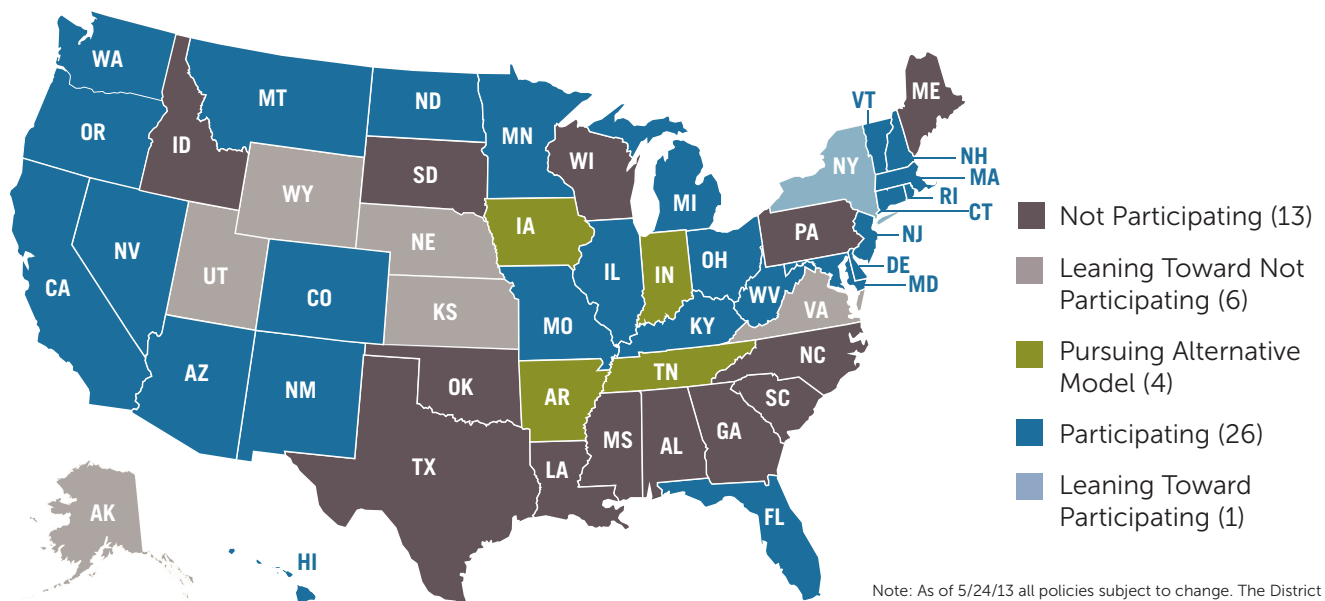 WA
MT
ND
MN
OR
ID
SD
WI
ME
VT
NY
NH
MA
RI
CT
WY
MI
IA
NE
PA
NJ
NV
UT
IL
IN
OH
DE
MD
CA
CO
KS
MO
WV
VA
KY
AZ
NM
OK
AR
TN
NC
SC
TX
LA
MS
AL
GA
FL
AK
HI
Not Participating (13)
Leaning Toward Not
Participating (6)
Pursuing Alternative
Model (4)
Participating (26)
Leaning Toward
Participating (1)
Note: As of 5/24/13 all policies subject to change. The District